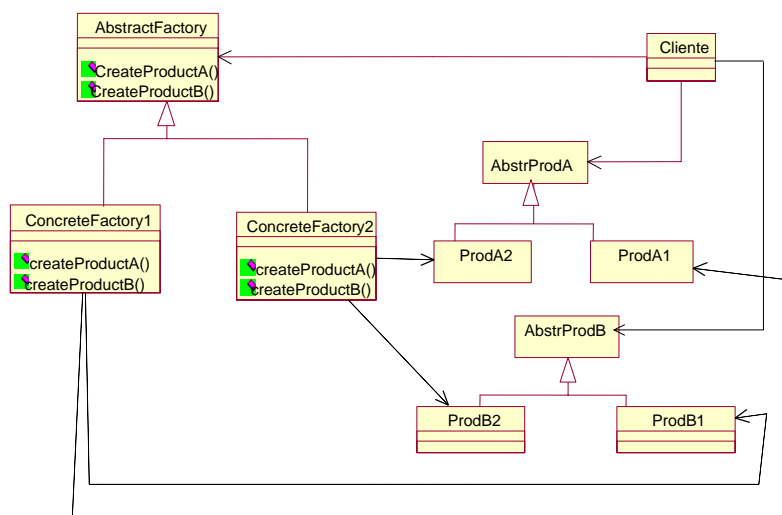 AbstractFactory
CreateProductA()
CreateProductB()
Cliente
AbstrProdA
ConcreteFactory1
createProductA()
createProductB()
ConcreteFactory2
createProductA()
createProductB()
ProdA2
ProdA1
AbstrProdB
ProdB2
ProdB1